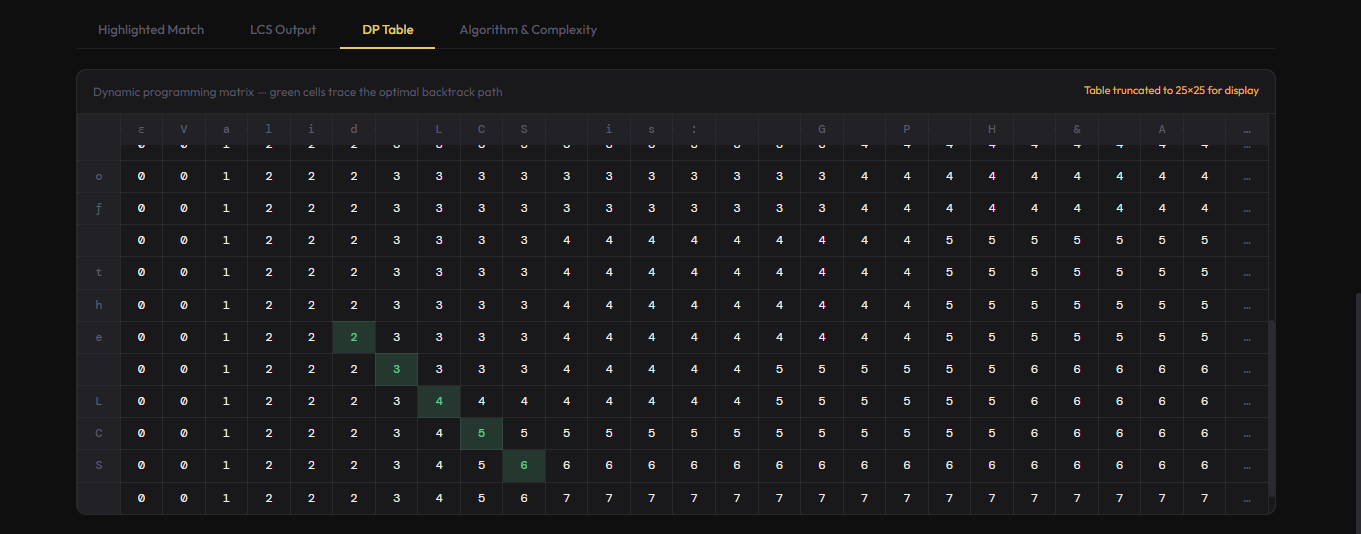 Highlighted Match LCS Output DP Table Algorithm & Complexity
Dynamic programming matrix — green cells trace the optimal backtrack path Table truncated to 25×25 for display
ε V a l i d L C S i s : G P H & A …
o 0 0 1 2 2 2 3 3 3 3 3 3 3 3 3 3 3 4 4 4 4 4 4 4 4 4 …
f 0 0 1 2 2 2 3 3 3 3 3 3 3 3 3 3 3 4 4 4 4 4 4 4 4 4 …
0 0 1 2 2 2 3 3 3 3 4 4 4 4 4 4 4 4 4 5 5 5 5 5 5 5 …
t 0 0 1 2 2 2 3 3 3 3 4 4 4 4 4 4 4 4 4 5 5 5 5 5 5 5 …
h 0 0 1 2 2 2 3 3 3 3 4 4 4 4 4 4 4 4 4 5 5 5 5 5 5 5 …
e 0 0 1 2 2 2 3 3 3 3 4 4 4 4 4 4 4 4 4 5 5 5 5 5 5 5 …
0 0 1 2 2 2 3 3 3 3 4 4 4 4 4 5 5 5 5 5 5 6 6 6 6 6 …
L 0 0 1 2 2 2 3 4 4 4 4 4 4 4 4 5 5 5 5 5 5 6 6 6 6 6 …
C 0 0 1 2 2 2 3 4 5 5 5 5 5 5 5 5 5 5 5 5 5 6 6 6 6 6 …
S 0 0 1 2 2 2 3 4 5 6 6 6 6 6 6 6 6 6 6 6 6 6 6 6 6 6 …
0 0 1 2 2 2 3 4 5 6 7 7 7 7 7 7 7 7 7 7 7 7 7 7 7 7 …